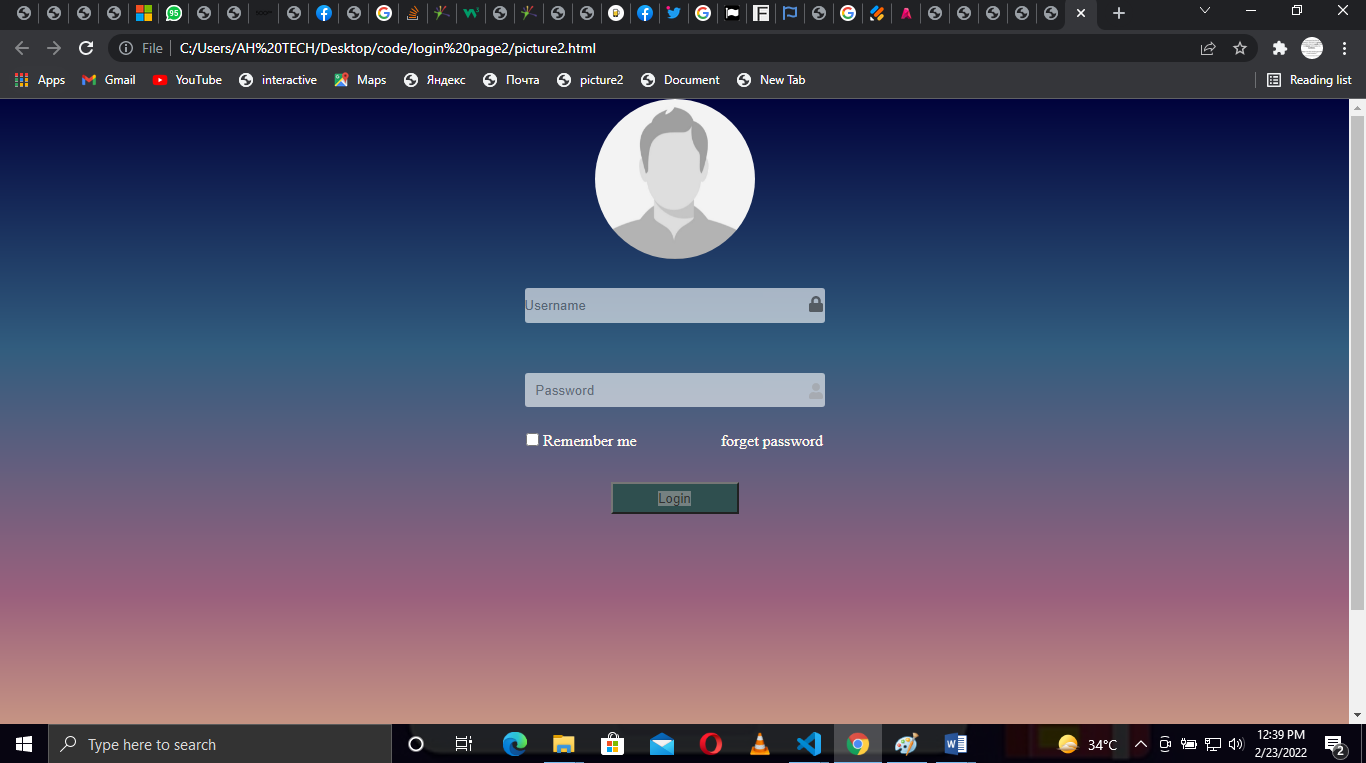 95
File
C:/Users/AH%20TECH/Desktop/code/login%20page2/picture2.html
Apps Gmail YouTube interactive Maps Яндекс Почта picture2 Document New Tab Reading list
Username
Password
Remember me forget password
Login
Type here to search
34°C
12:39 PM
2/23/2022
2